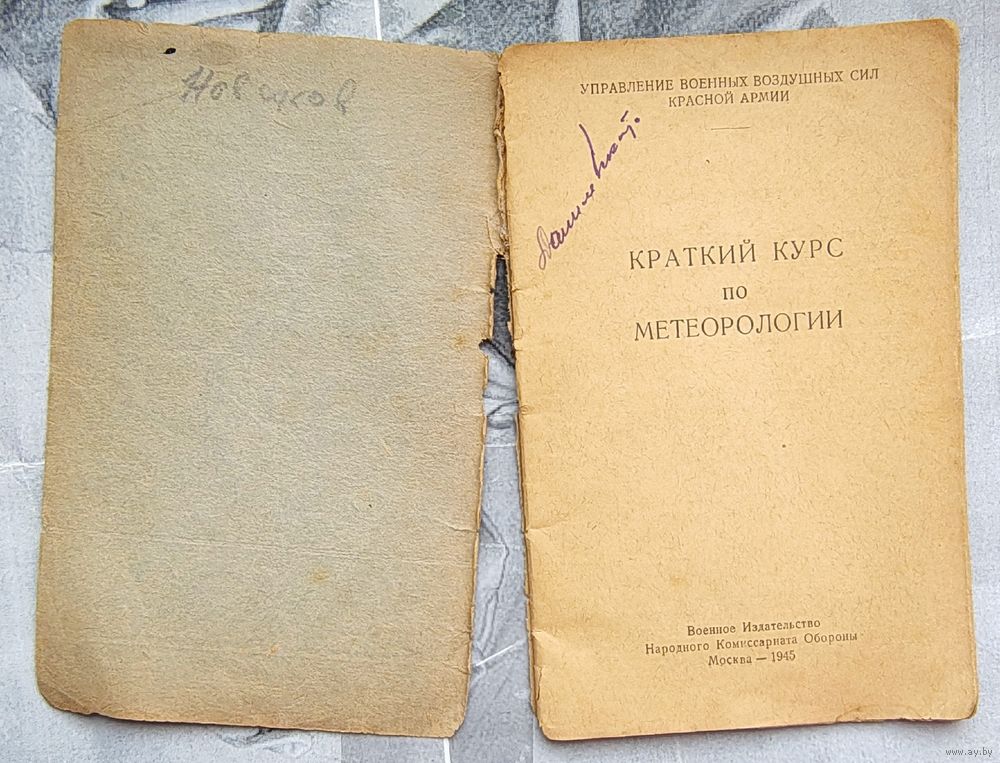 Новиков
УПРАВЛЕНИЕ ВОЕННЫХ ВОЗДУШНЫХ СИЛ
КРАСНОЙ АРМИИ
КРАТКИЙ КУРС
ПО
МЕТЕОРОЛОГИИ
Военное Издательство
Народного Комиссариата Обороны
Москва — 1945
www.ay.by